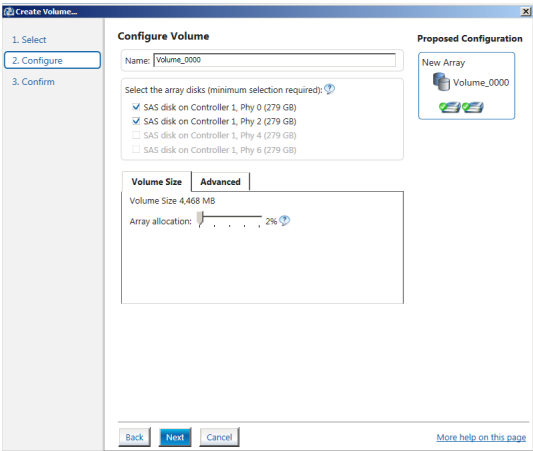 Create Volume...
1. Select
2. Configure
3. Confirm
Configure Volume
Name: Volume_0000
Select the array disks (minimum selection required):
SAS disk on Controller 1, Phy 0 (279 GB)
SAS disk on Controller 1, Phy 2 (279 GB)
SAS disk on Controller 1, Phy 4 (279 GB)
SAS disk on Controller 1, Phy 6 (279 GB)
Volume Size Advanced
Volume Size 4,468 MB
Array allocation: 2%
Proposed Configuration
New Array
Volume_0000
Back Next Cancel
More help on this page